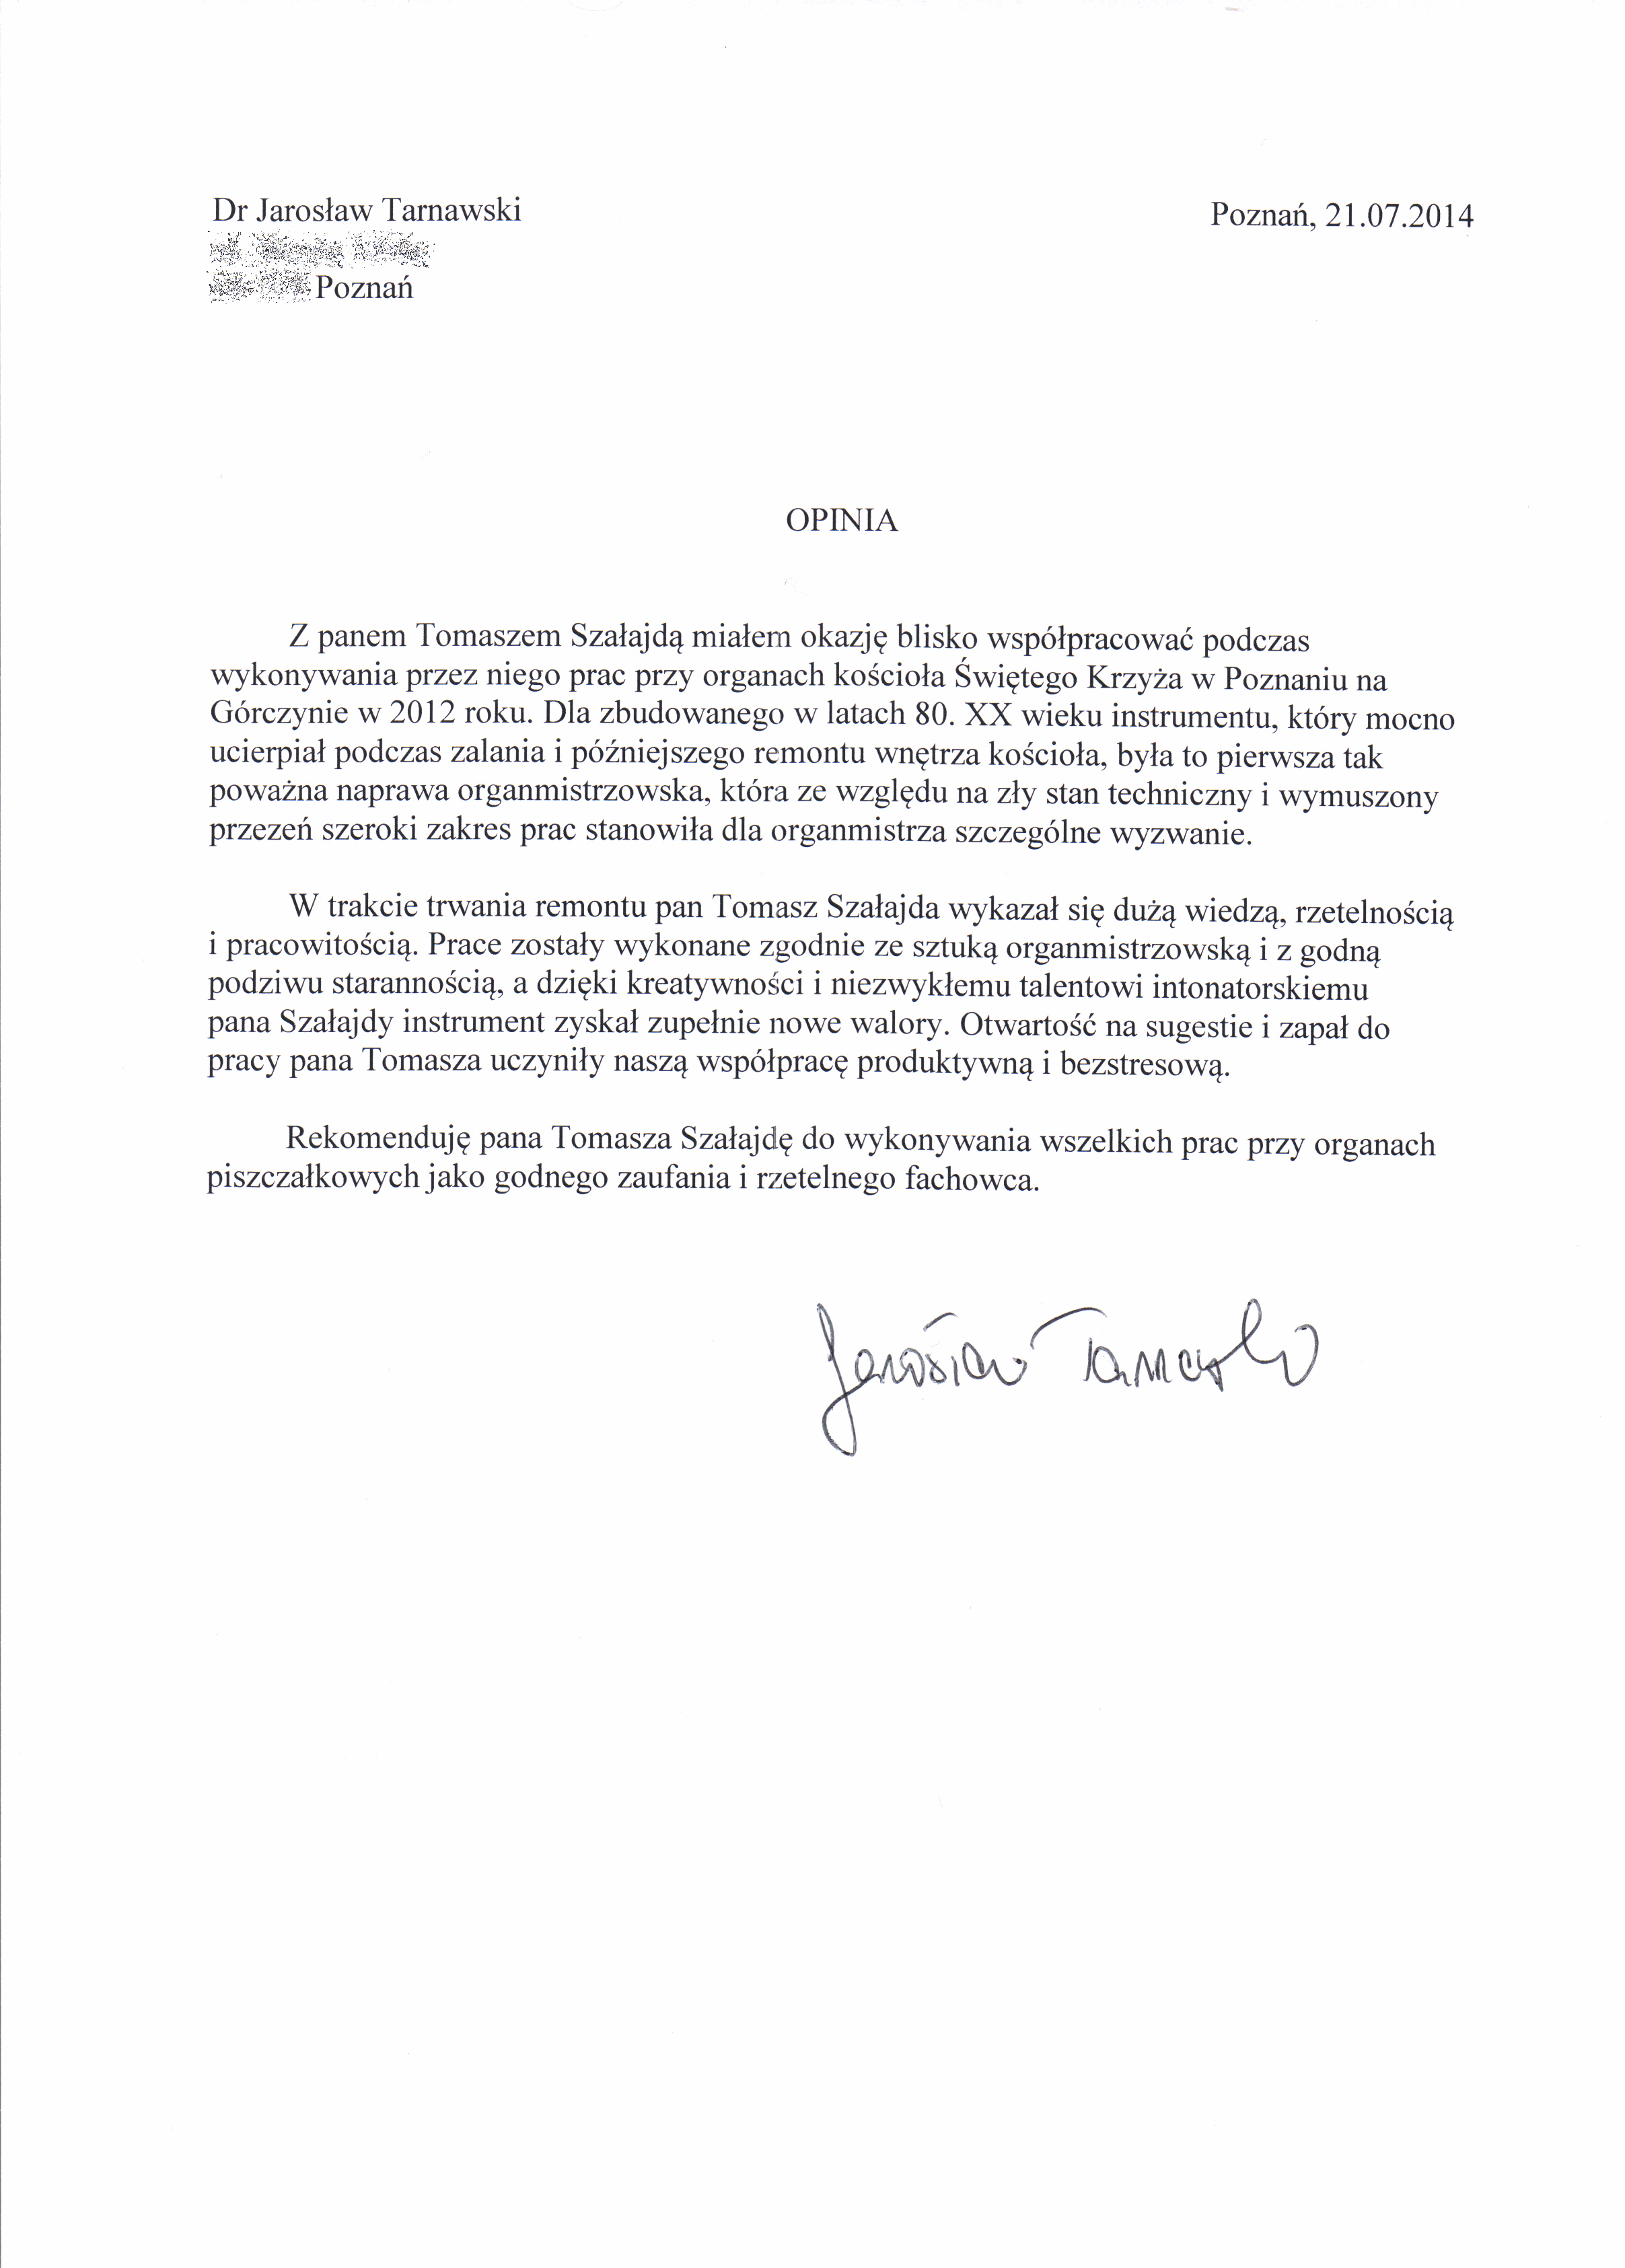 Dr Jarosław Tarnawski
Poznań, 21.07.2014
Poznań
OPINIA
Z panem Tomaszem Szałajdą miałem okazję blisko współpracować podczas
wykonywania przez niego prac przy organach kościoła Świętego Krzyża w Poznaniu na
Górczynie w 2012 roku. Dla zbudowanego w latach 80. XX wieku instrumentu, który mocno
ucierpiał podczas zalania i późniejszego remontu wnętrza kościoła, była to pierwsza tak
poważna naprawa organmistrzowska, która ze względu na zły stan techniczny i wymuszony
przezeń szeroki zakres prac stanowiła dla organmistrza szczególne wyzwanie.
W trakcie trwania remontu pan Tomasz Szałajda wykazał się dużą wiedzą, rzetelnością
i pracowitością. Prace zostały wykonane zgodnie ze sztuką organmistrzowską i z godną
podziwu starannością, a dzięki kreatywności i niezwykłemu talentowi intonatorskiemu
pana Szałajdy instrument zyskał zupełnie nowe walory. Otwartość na sugestie i zapał do
pracy pana Tomasza uczyniły naszą współpracę produktywną i bezstresową.
Rekomenduję pana Tomasza Szałajdę do wykonywania wszelkich prac przy organach
piszczałkowych jako godnego zaufania i rzetelnego fachowca.
Jarosław Tarnawski